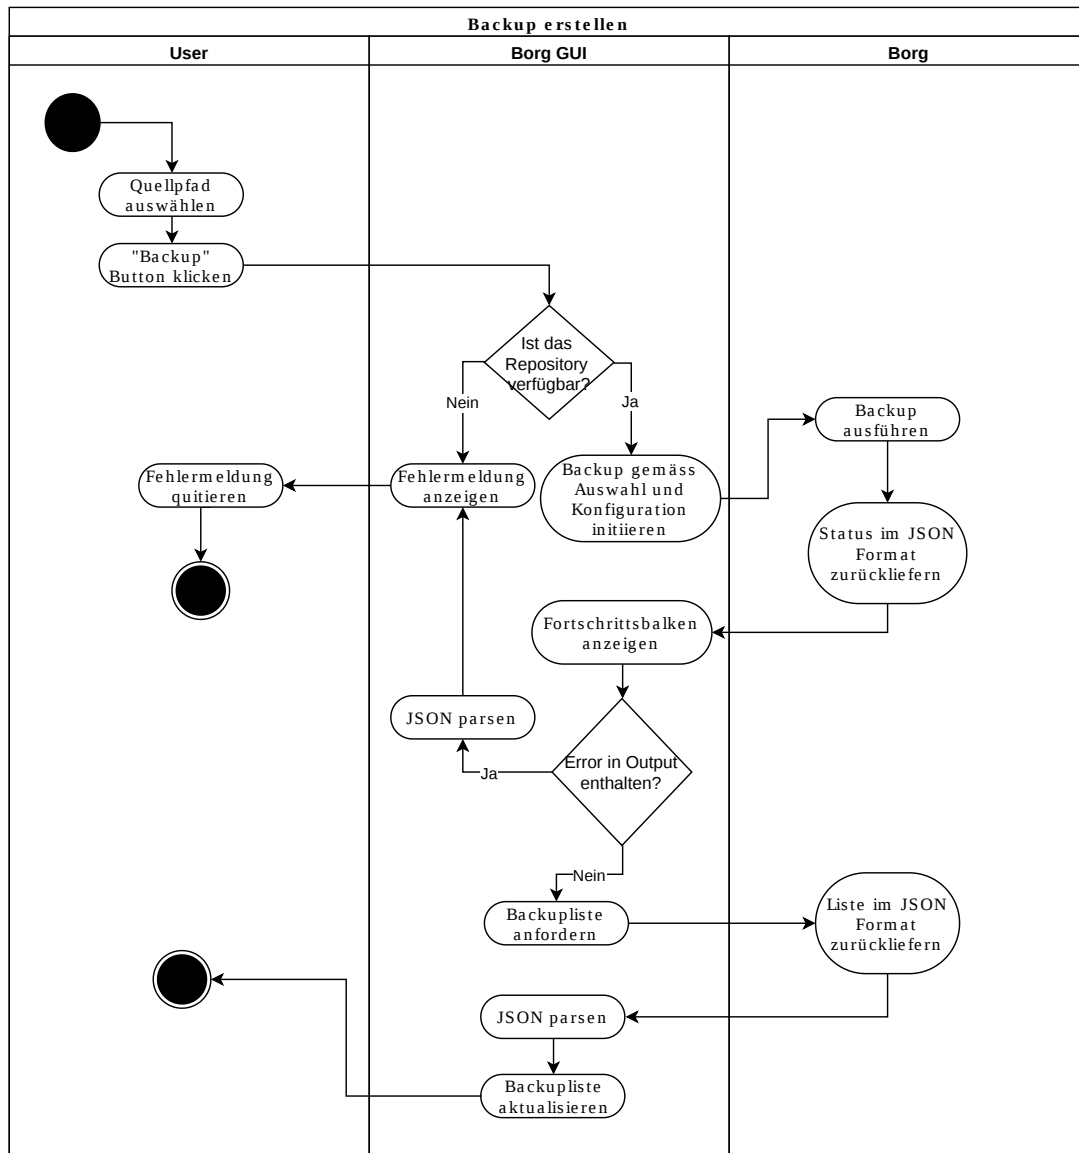 Backup erstellen
User
Borg GUI
Borg
Quellpfad
auswählen
"Backup"
Button klicken
Ist das
Repository
verfügbar?
Nein
Ja
Backup
ausführen
Fehlermeldung
quitieren
Fehlermeldung
anzeigen
Backup gemäss
Auswahl und
Konfiguration
initiieren
Status im JSON
Format
zurückliefern
Fortschrittsbalken
anzeigen
JSON parsen
Error in Output
enthalten?
Ja
Nein
Backupliste
anfordern
Liste im JSON
Format
zurückliefern
JSON parsen
Backupliste
aktualisieren